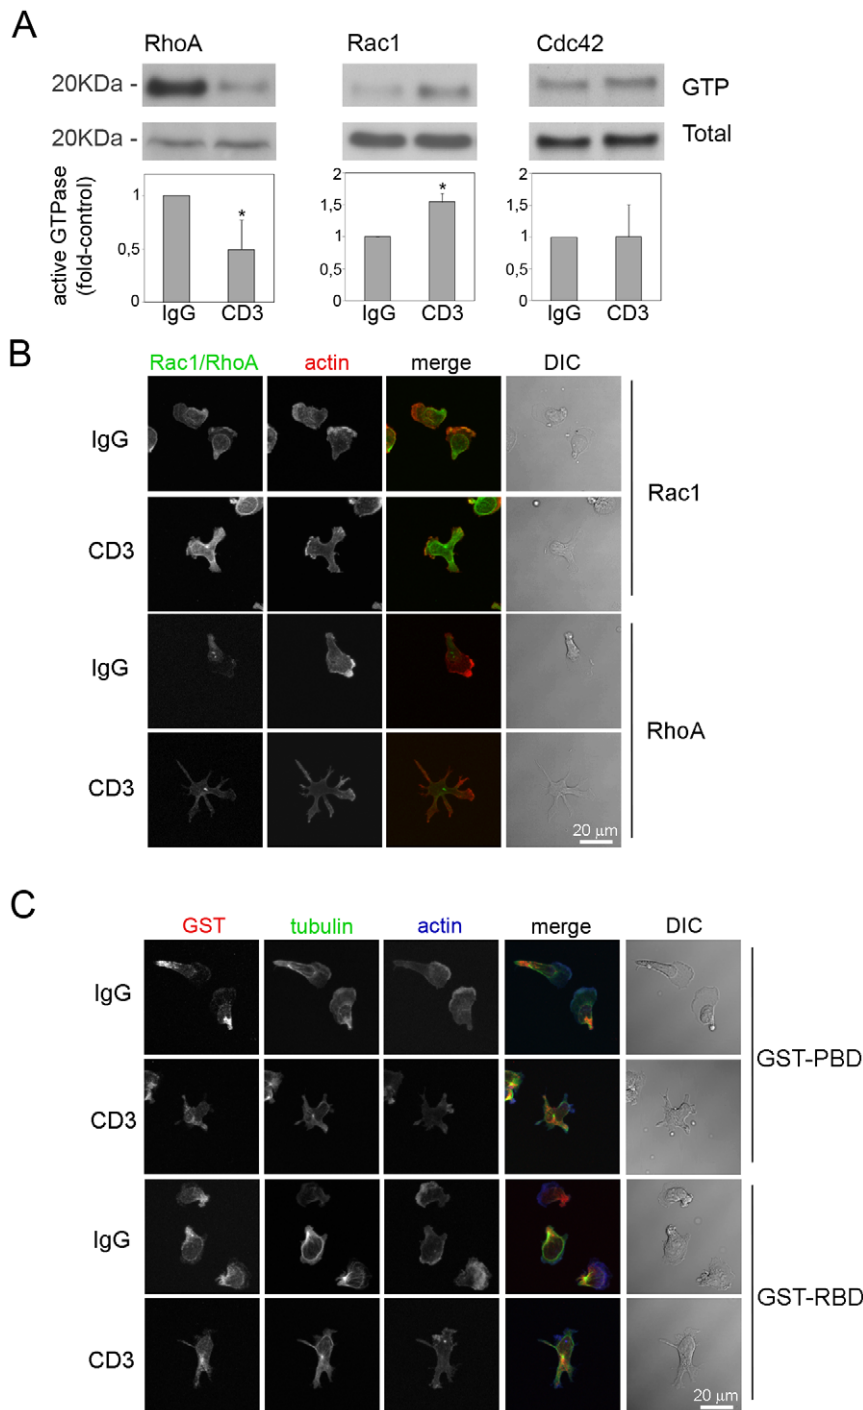 A
RhoA Rac1 Cdc42
20KDa - GTP
20KDa - Total
active GTPase
(fold-control)
1
0,5
0
IgG CD3
*
2
1,5
1
0,5
0
IgG CD3
*
2
1,5
1
0,5
0
IgG CD3
B
Rac1/RhoA actin merge DIC
IgG
CD3
Rac1
IgG
CD3
RhoA
20 µm
C
GST tubulin actin merge DIC
IgG
CD3
GST-PBD
IgG
CD3
GST-RBD
20 µm